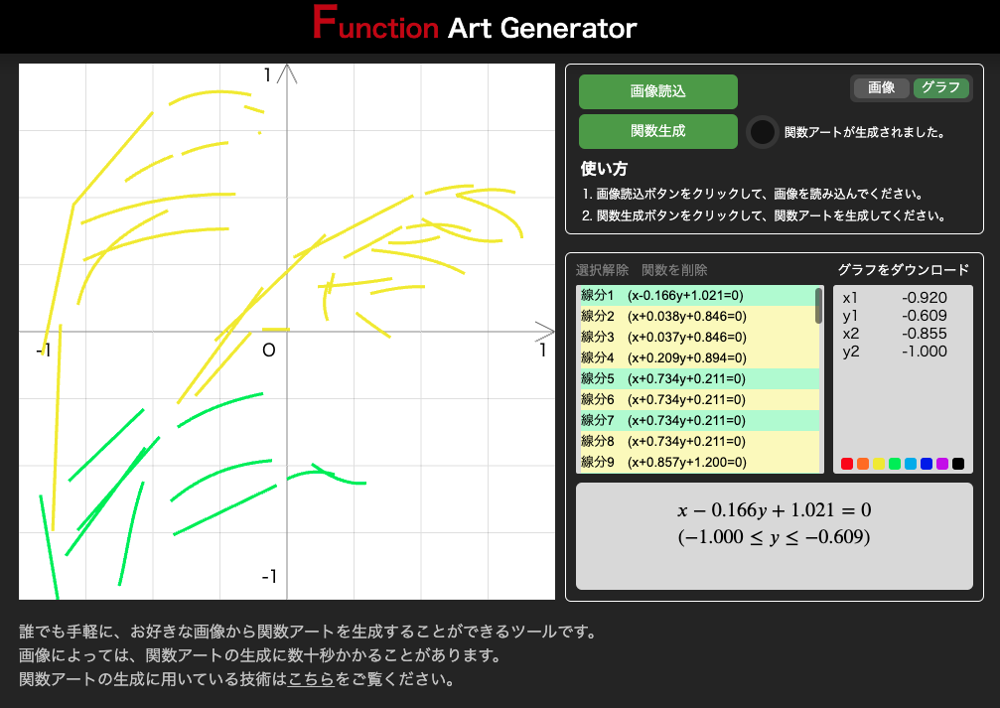 Function Art Generator
1
-1
O
1
-1
画像読込
画像 グラフ
関数生成
関数アートが生成されました。
使い方
1. 画像読込ボタンをクリックして、画像を読み込んでください。
2. 関数生成ボタンをクリックして、関数アートを生成してください。
選択解除 関数を削除
グラフをダウンロード
線分1 (x-0.166y+1.021=0)
線分2 (x+0.038y+0.846=0)
線分3 (x+0.037y+0.846=0)
線分4 (x+0.209y+0.894=0)
線分5 (x+0.734y+0.211=0)
線分6 (x+0.734y+0.211=0)
線分7 (x+0.734y+0.211=0)
線分8 (x+0.734y+0.211=0)
線分9 (x+0.857y+1.200=0)
x1 -0.920
y1 -0.609
x2 -0.855
y2 -1.000
x − 0.166y + 1.021 = 0
(−1.000 ≤ y ≤ −0.609)
誰でも手軽に、お好きな画像から関数アートを生成することができるツールです。
画像によっては、関数アートの生成に数十秒かかることがあります。
関数アートの生成に用いている技術はこちらをご覧ください。